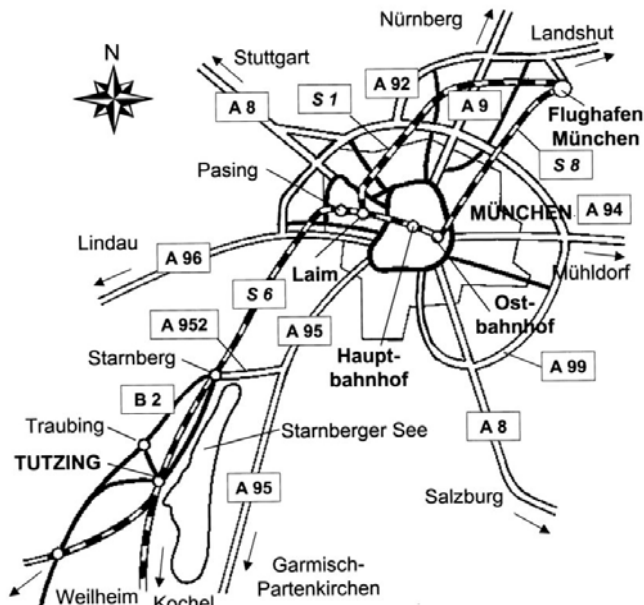 Nürnberg
N
Landshut
Stuttgart
A 92
S 1
A 9
A 8
Flughafen
München
S 8
Pasing
MÜNCHEN
A 94
Lindau
A 96
Laim
Mühldorf
S 6
Ost-
bahnhof
A 952
A 95
Haupt-
bahnhof
Starnberg
A 99
B 2
A 8
Traubing
Starnberger See
TUTZING
A 95
Salzburg
Garmisch-
Partenkirchen
Weilheim
Kochel